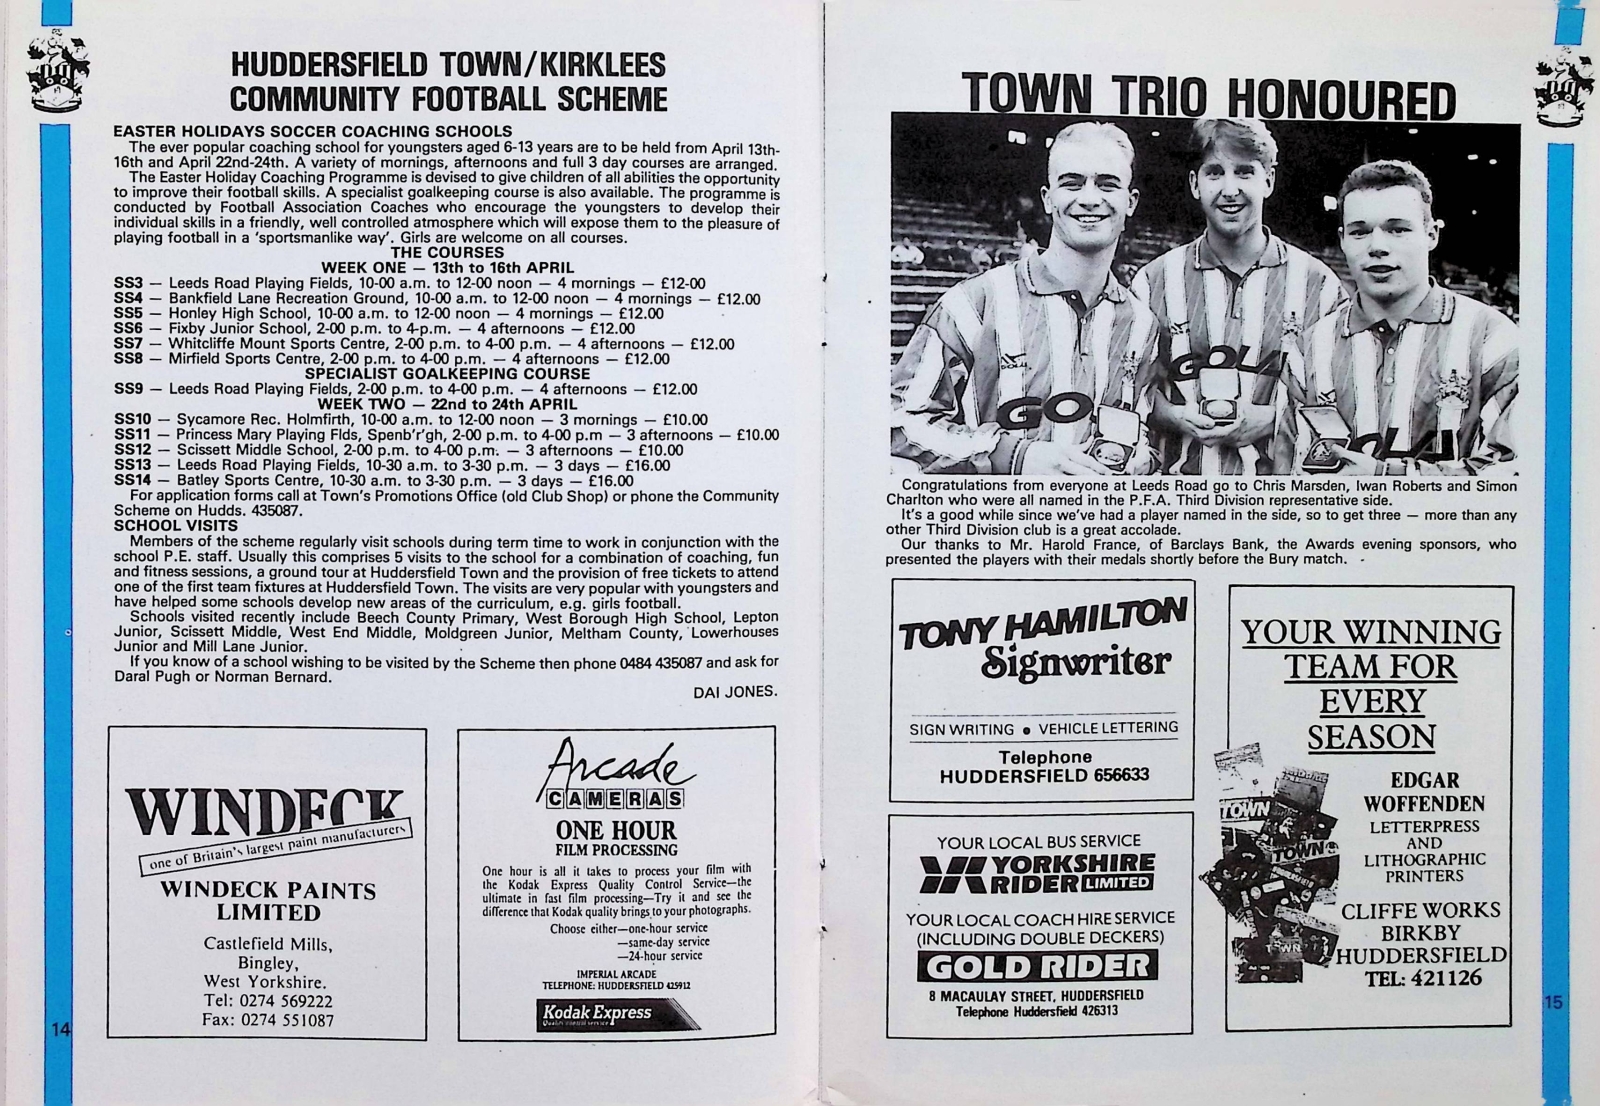 HUDDERSFIELD TOWN/KIRKLEES
COMMUNITY FOOTBALL SCHEME
EASTER HOLIDAYS SOCCER COACHING SCHOOLS
The ever popular coaching school for youngsters aged 6-13 years are to be held from April 13th-
16th and April 22nd-24th. A variety of mornings, afternoons and full 3 day courses are arranged.
The Easter Holiday Coaching Programme is devised to give children of all abilities the opportunity
to improve their football skills. A specialist goalkeeping course is also available. The programme is
conducted by Football Association Coaches who encourage the youngsters to develop their
individual skills in a friendly, well controlled atmosphere which will expose them to the pleasure of
playing football in a 'sportsmanlike way'. Girls are welcome on all courses.
THE COURSES
WEEK ONE — 13th to 16th APRIL
SS3 — Leeds Road Playing Fields, 10-00 a.m. to 12-00 noon — 4 mornings — £12-00
SS4 — Bankfield Lane Recreation Ground, 10-00 a.m. to 12-00 noon — 4 mornings — £12.00
SS5 — Honley High School, 10-00 a.m. to 12-00 noon — 4 mornings — £12.00
SS6 — Fixby Junior School, 2-00 p.m. to 4-p.m. — 4 afternoons — £12.00
SS7 — Whitcliffe Mount Sports Centre, 2-00 p.m. to 4-00 p.m. — 4 afternoons — £12.00
SS8 — Mirfield Sports Centre, 2-00 p.m. to 4-00 p.m. — 4 afternoons — £12.00
SPECIALIST GOALKEEPING COURSE
SS9 — Leeds Road Playing Fields, 2-00 p.m. to 4-00 p.m. — 4 afternoons — £12.00
WEEK TWO — 22nd to 24th APRIL
SS10 — Sycamore Rec. Holmfirth, 10-00 a.m. to 12-00 noon — 3 mornings — £10.00
SS11 — Princess Mary Playing Flds, Spenb'r'gh, 2-00 p.m. to 4-00 p.m — 3 afternoons — £10.00
SS12 — Scissett Middle School, 2-00 p.m. to 4-00 p.m. — 3 afternoons — £10.00
SS13 — Leeds Road Playing Fields, 10-30 a.m. to 3-30 p.m. — 3 days — £16.00
SS14 — Batley Sports Centre, 10-30 a.m. to 3-30 p.m. — 3 days — £16.00
For application forms call at Town's Promotions Office (old Club Shop) or phone the Community
Scheme on Hudds. 435087.
SCHOOL VISITS
Members of the scheme regularly visit schools during term time to work in conjunction with the
school P.E. staff. Usually this comprises 5 visits to the school for a combination of coaching, fun
and fitness sessions, a ground tour at Huddersfield Town and the provision of free tickets to attend
one of the first team fixtures at Huddersfield Town. The visits are very popular with youngsters and
have helped some schools develop new areas of the curriculum, e.g. girls football.
Schools visited recently include Beech County Primary, West Borough High School, Lepton
Junior, Scissett Middle, West End Middle, Moldgreen Junior, Meltham County, Lowerhouses
Junior and Mill Lane Junior.
If you know of a school wishing to be visited by the Scheme then phone 0484 435087 and ask for
Daral Pugh or Norman Bernard.
DAI JONES.
WINDECK
one of Britain's largest paint manufacturers
WINDECK PAINTS
LIMITED
Castlefield Mills,
Bingley,
West Yorkshire.
Tel: 0274 569222
Fax: 0274 551087
Arcade
CAMERAS
ONE HOUR
FILM PROCESSING
One hour is all it takes to process your film with
the Kodak Express Quality Control Service—the
ultimate in fast film processing—Try it and see the
difference that Kodak quality brings to your photographs.
Choose either—one-hour service
—same-day service
—24-hour service
IMPERIAL ARCADE
TELEPHONE: HUDDERSFIELD 425912
Kodak Express
14
TOWN TRIO HONOURED
GOLA
GO
OLA
Congratulations from everyone at Leeds Road go to Chris Marsden, Iwan Roberts and Simon
Charlton who were all named in the P.F.A. Third Division representative side.
It's a good while since we've had a player named in the side, so to get three — more than any
other Third Division club is a great accolade.
Our thanks to Mr. Harold France, of Barclays Bank, the Awards evening sponsors, who
presented the players with their medals shortly before the Bury match.
TONY HAMILTON
Signwriter
SIGN WRITING • VEHICLE LETTERING
Telephone
HUDDERSFIELD 656633
YOUR LOCAL BUS SERVICE
YORKSHIRE
RIDER LIMITED
YOUR LOCAL COACH HIRE SERVICE
(INCLUDING DOUBLE DECKERS)
GOLD RIDER
8 MACAULAY STREET, HUDDERSFIELD
Telephone Huddersfield 426313
YOUR WINNING
TEAM FOR
EVERY
SEASON
TOWN
TOWN
EDGAR
WOFFENDEN
LETTERPRESS
AND
LITHOGRAPHIC
PRINTERS
CLIFFE WORKS
BIRKBY
HUDDERSFIELD
TEL: 421126
15